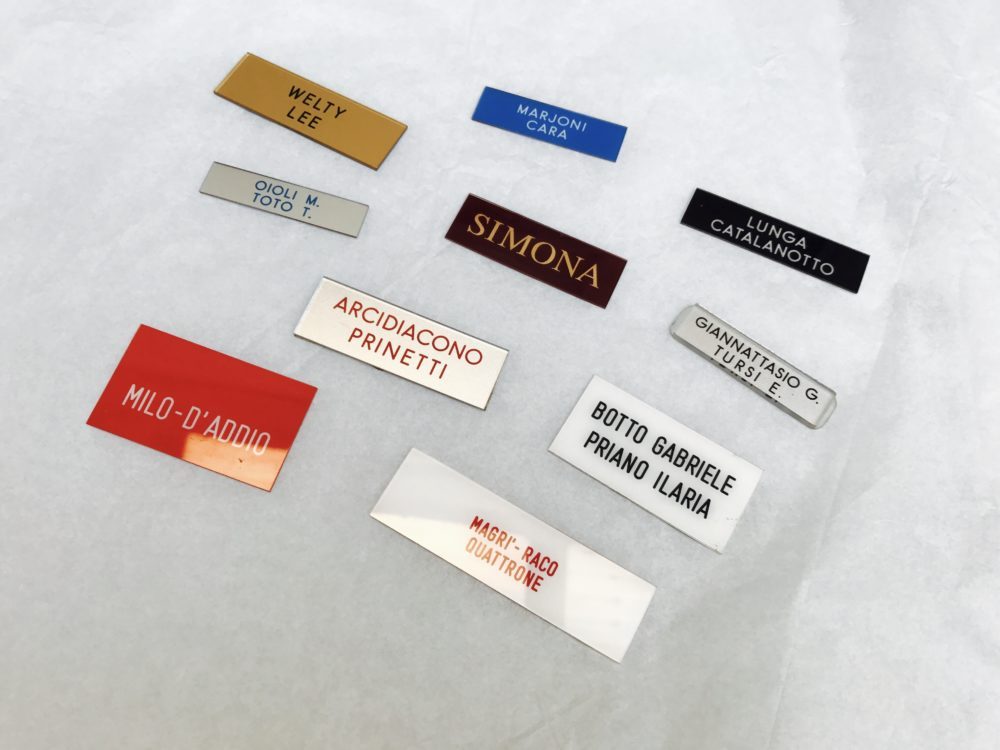 WELTY
LEE
MARJONI
CARA
OIOLI M.
TOTO T.
SIMONA
LUNGA
CATALANOTTO
ARCIDIACONO
PRINETTI
GIANNATTASIO G.
TURSI E.
MILO-D'ADDIO
BOTTO GABRIELE
PRIANO ILARIA
MAGRI'- RACO
QUATTRONE